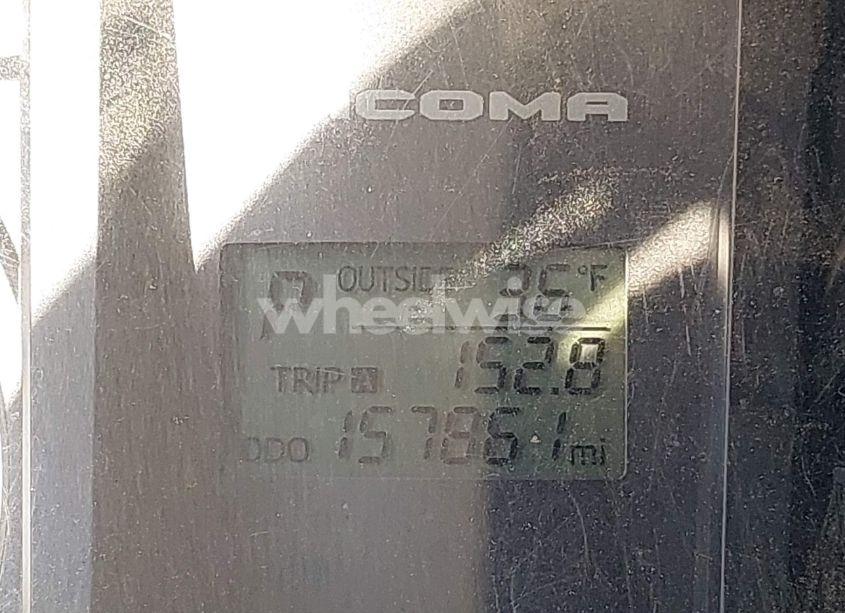 COMA
OUTSIDE °F
wheelwise
TRIP A 152.8
ODO 157861 mi